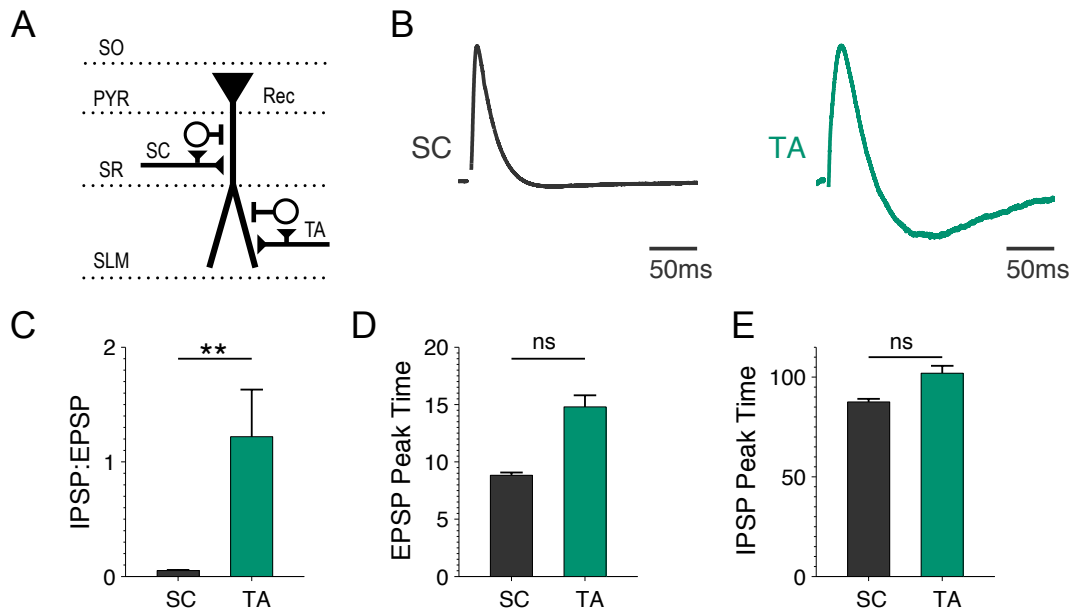 A
SO
PYR
Rec
SC
SR
TA
SLM
B
SC
50ms
TA
50ms
C
IPSP:EPSP
2
1
0
**
SC
TA
D
EPSP Peak Time
20
15
10
5
0
ns
SC
TA
E
IPSP Peak Time
100
50
0
ns
SC
TA